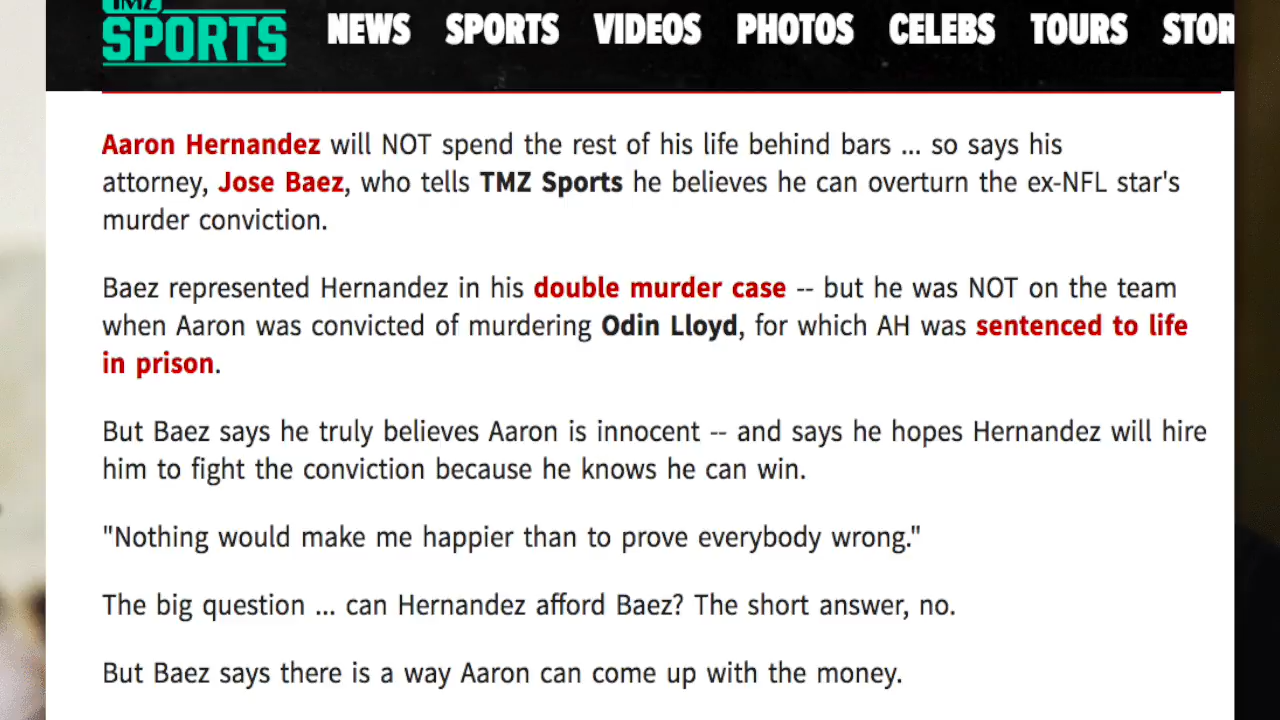 TMZ
SPORTS
NEWS SPORTS VIDEOS PHOTOS CELEBS TOURS STOR
Aaron Hernandez will NOT spend the rest of his life behind bars ... so says his
attorney, Jose Baez, who tells TMZ Sports he believes he can overturn the ex-NFL star's
murder conviction.
Baez represented Hernandez in his double murder case -- but he was NOT on the team
when Aaron was convicted of murdering Odin Lloyd, for which AH was sentenced to life
in prison.
But Baez says he truly believes Aaron is innocent -- and says he hopes Hernandez will hire
him to fight the conviction because he knows he can win.
"Nothing would make me happier than to prove everybody wrong."
The big question ... can Hernandez afford Baez? The short answer, no.
But Baez says there is a way Aaron can come up with the money.